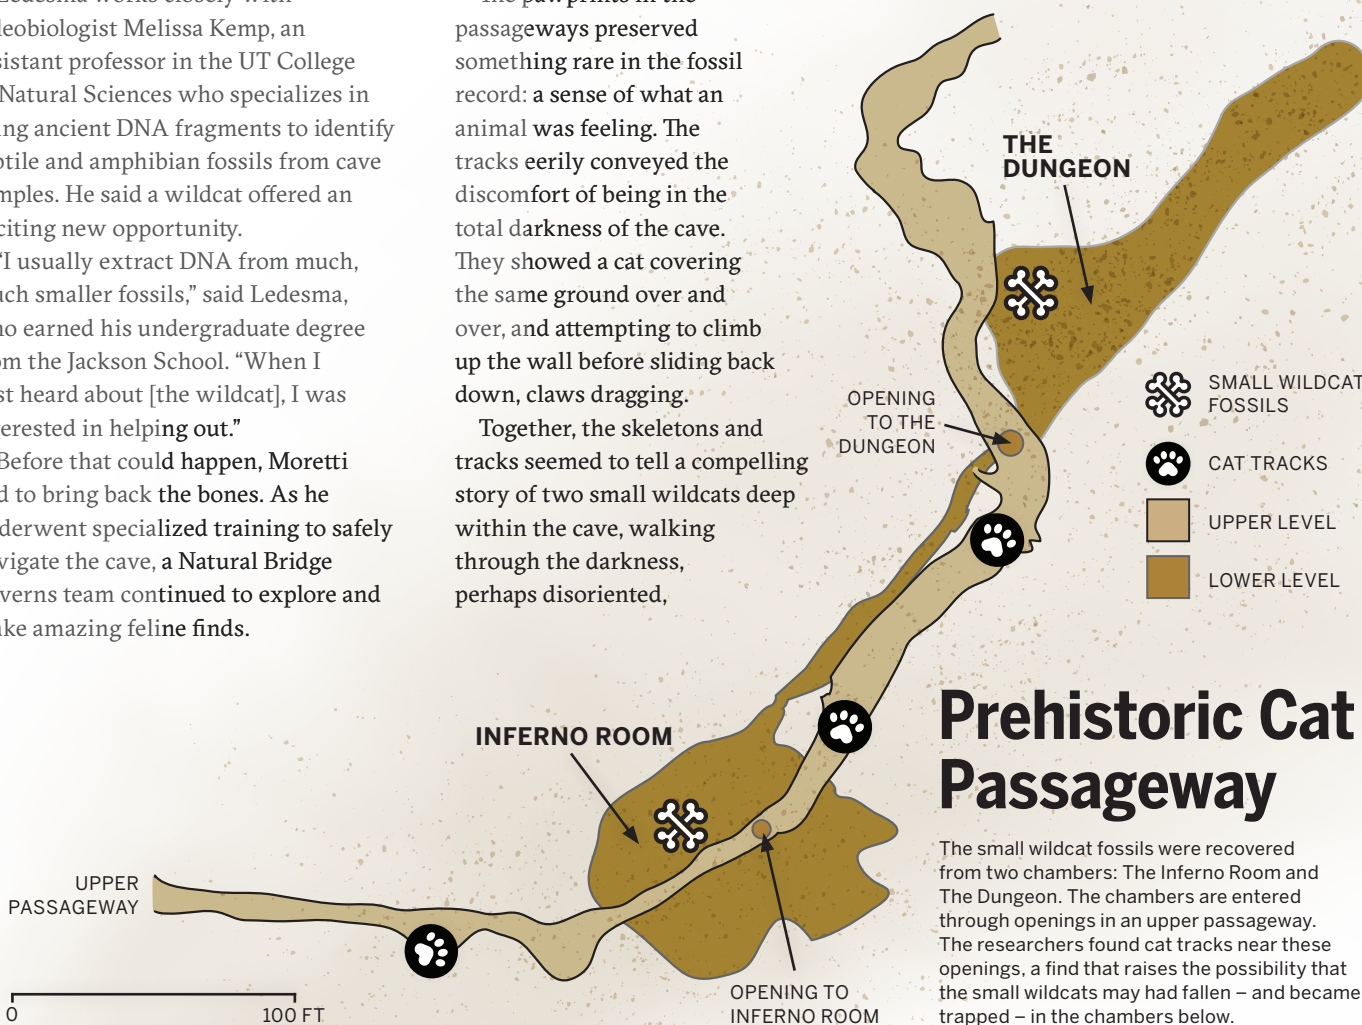 leobiologist Melissa Kemp, an
sistant professor in the UT College
Natural Sciences who specializes in
ing ancient DNA fragments to identify
ptile and amphibian fossils from cave
mples. He said a wildcat offered an
citing new opportunity.
“I usually extract DNA from much,
uch smaller fossils,” said Ledesma,
ho earned his undergraduate degree
om the Jackson School. “When I
st heard about [the wildcat], I was
terested in helping out.”
Before that could happen, Moretti
d to bring back the bones. As he
derwent specialized training to safely
vigate the cave, a Natural Bridge
verns team continued to explore and
ake amazing feline finds.
The pawprints in the
passageways preserved
something rare in the fossil
record: a sense of what an
animal was feeling. The
tracks eerily conveyed the
discomfort of being in the
total darkness of the cave.
They showed a cat covering
the same ground over and
over, and attempting to climb
up the wall before sliding back
down, claws dragging.
Together, the skeletons and
tracks seemed to tell a compelling
story of two small wildcats deep
within the cave, walking
through the darkness,
perhaps disoriented,
THE
DUNGEON
OPENING
TO THE
DUNGEON
SMALL WILDCAT
FOSSILS
CAT TRACKS
UPPER LEVEL
LOWER LEVEL
INFERNO ROOM
UPPER
PASSAGEWAY
0 100 FT
OPENING TO
INFERNO ROOM
Prehistoric Cat
Passageway
The small wildcat fossils were recovered
from two chambers: The Inferno Room and
The Dungeon. The chambers are entered
through openings in an upper passageway.
The researchers found cat tracks near these
openings, a find that raises the possibility that
the small wildcats may had fallen – and became
trapped – in the chambers below.